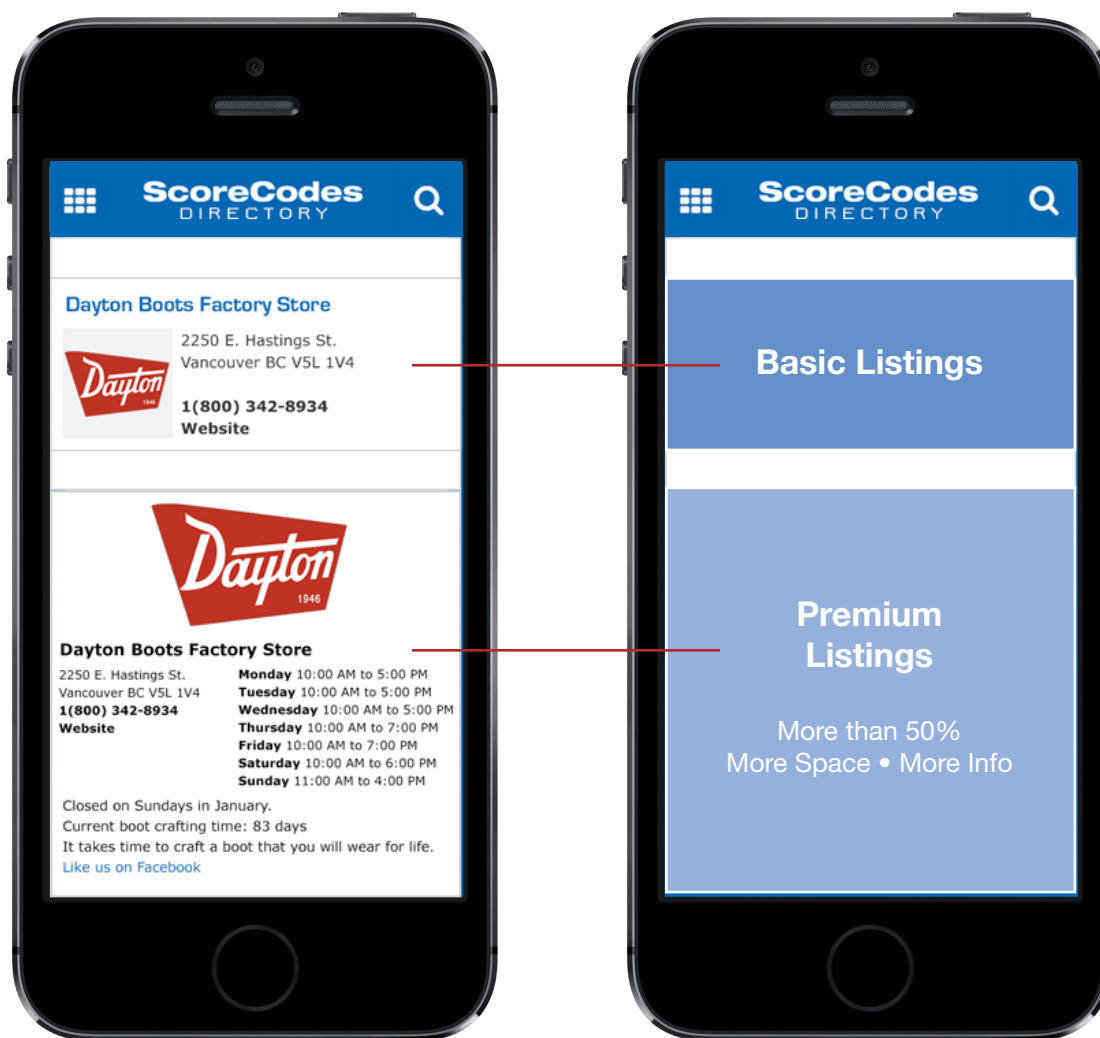 ScoreCodes
DIRECTORY
Dayton Boots Factory Store
Dayton
1946
2250 E. Hastings St.
Vancouver BC V5L 1V4
1(800) 342-8934
Website
Dayton
1946
Dayton Boots Factory Store
2250 E. Hastings St.
Vancouver BC V5L 1V4
1(800) 342-8934
Website
Monday 10:00 AM to 5:00 PM
Tuesday 10:00 AM to 5:00 PM
Wednesday 10:00 AM to 5:00 PM
Thursday 10:00 AM to 7:00 PM
Friday 10:00 AM to 7:00 PM
Saturday 10:00 AM to 6:00 PM
Sunday 11:00 AM to 4:00 PM
Closed on Sundays in January.
Current boot crafting time: 83 days
It takes time to craft a boot that you will wear for life.
Like us on Facebook
ScoreCodes
DIRECTORY
Basic Listings
Premium
Listings
More than 50%
More Space • More Info